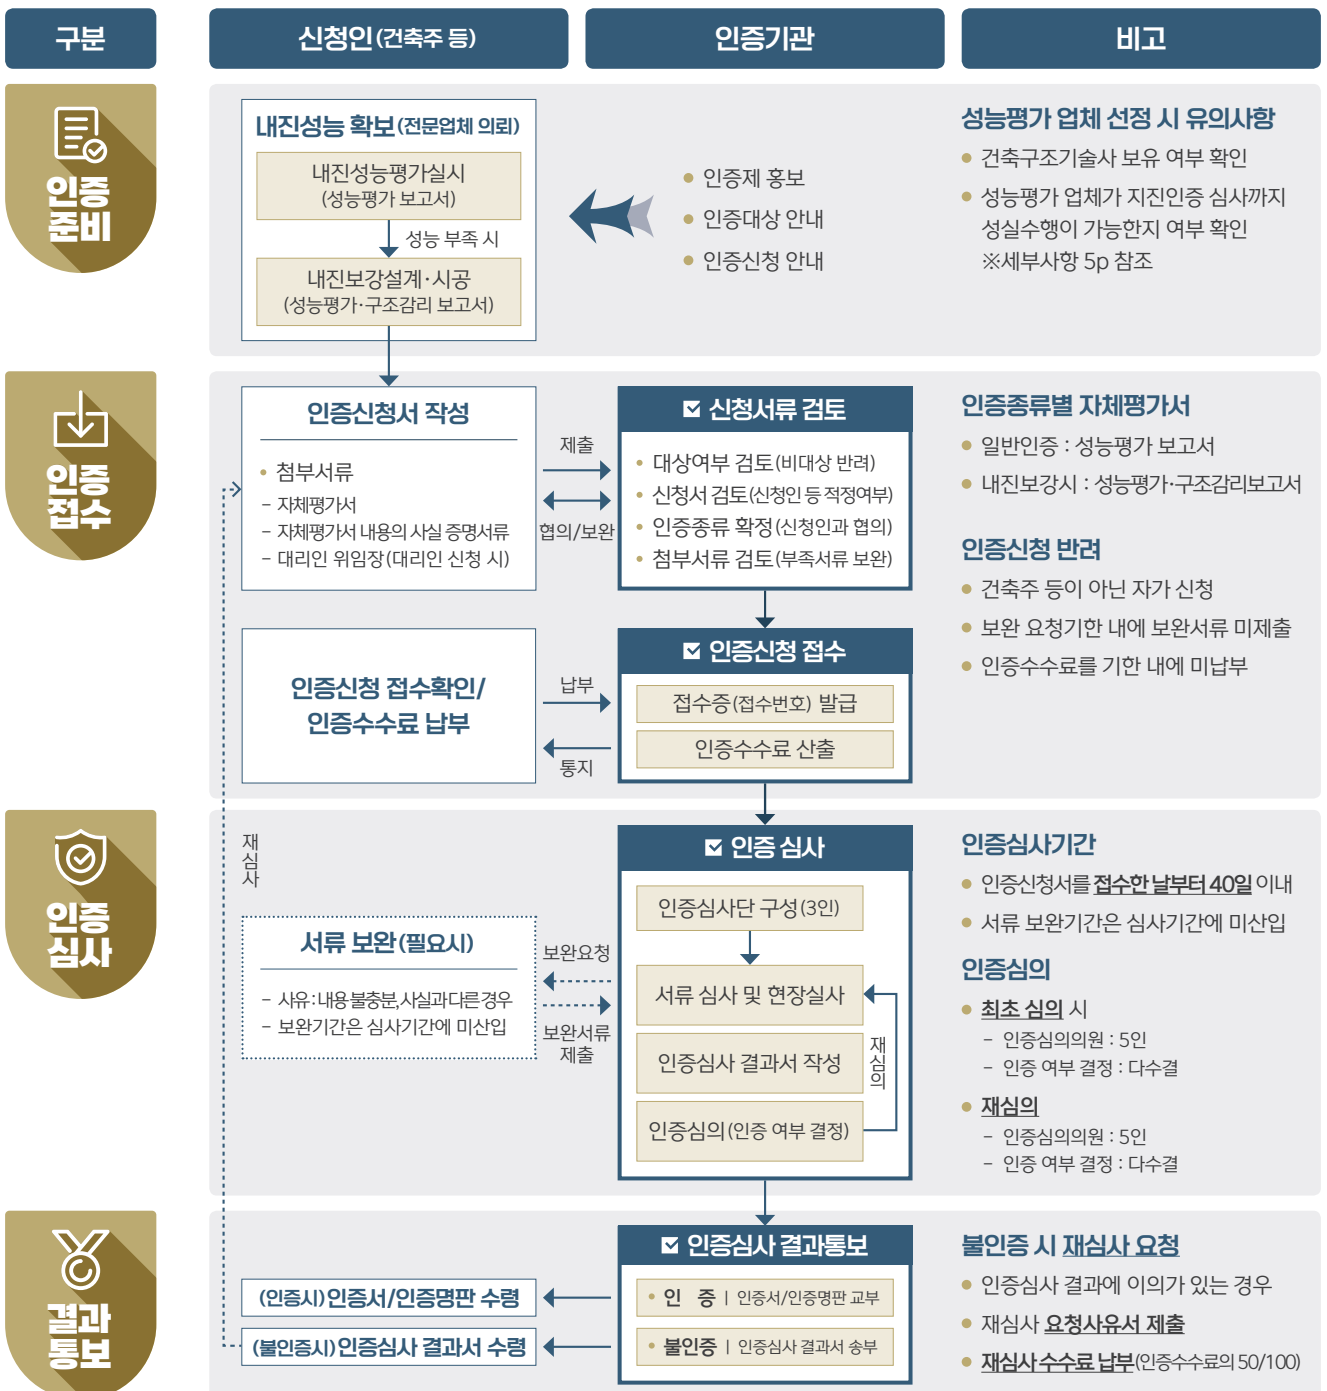 구분
신청인(건축주 등)
인증기관
비고
인증
준비
내진성능 확보(전문업체 의뢰)
내진성능평가실시
(성능평가 보고서)
성능 부족 시
내진보강설계·시공
(성능평가·구조감리 보고서)
• 인증제 홍보
• 인증대상 안내
• 인증신청 안내
성능평가 업체 선정 시 유의사항
• 건축구조기술사 보유 여부 확인
• 성능평가 업체가 지진인증 심사까지
성실수행이 가능한지 여부 확인
※세부사항 5p 참조
인증
접수
인증신청서 작성
• 첨부서류
- 자체평가서
- 자체평가서 내용의 사실 증명서류
- 대리인 위임장(대리인 신청 시)
제출
협의/보완
신청서류 검토
• 대상여부 검토(비대상 반려)
• 신청서 검토(신청인 등 적정여부)
• 인증종류 확정(신청인과 협의)
• 첨부서류 검토(부족서류 보완)
인증종류별 자체평가서
• 일반인증 : 성능평가 보고서
• 내진보강시 : 성능평가·구조감리보고서
인증신청 반려
• 건축주 등이 아닌 자가 신청
• 보완 요청기한 내에 보완서류 미제출
• 인증수수료를 기한 내에 미납부
인증신청 접수확인/
인증수수료 납부
납부
통지
인증신청 접수
접수증(접수번호) 발급
인증수수료 산출
인증
심사
재심사
서류 보완(필요시)
- 사유:내용불충분,사실과다른경우
- 보완기간은 심사기간에 미산입
보완요청
보완서류
제출
인증 심사
인증심사단 구성(3인)
서류 심사 및 현장실사
인증심사 결과서 작성
인증심의(인증 여부 결정)
재심의
인증심사기간
• 인증신청서를 접수한 날부터 40일 이내
• 서류 보완기간은 심사기간에 미산입
인증심의
• 최초 심의 시
- 인증심의의원 : 5인
- 인증 여부 결정 : 다수결
• 재심의
- 인증심의의원 : 5인
- 인증 여부 결정 : 다수결
결과
통보
(인증시)인증서/인증명판 수령
(불인증시)인증심사 결과서 수령
인증심사 결과통보
• 인 증 | 인증서/인증명판 교부
• 불인증 | 인증심사 결과서 송부
불인증 시 재심사 요청
• 인증심사 결과에 이의가 있는 경우
• 재심사 요청사유서 제출
• 재심사 수수료 납부(인증수수료의 50/100)